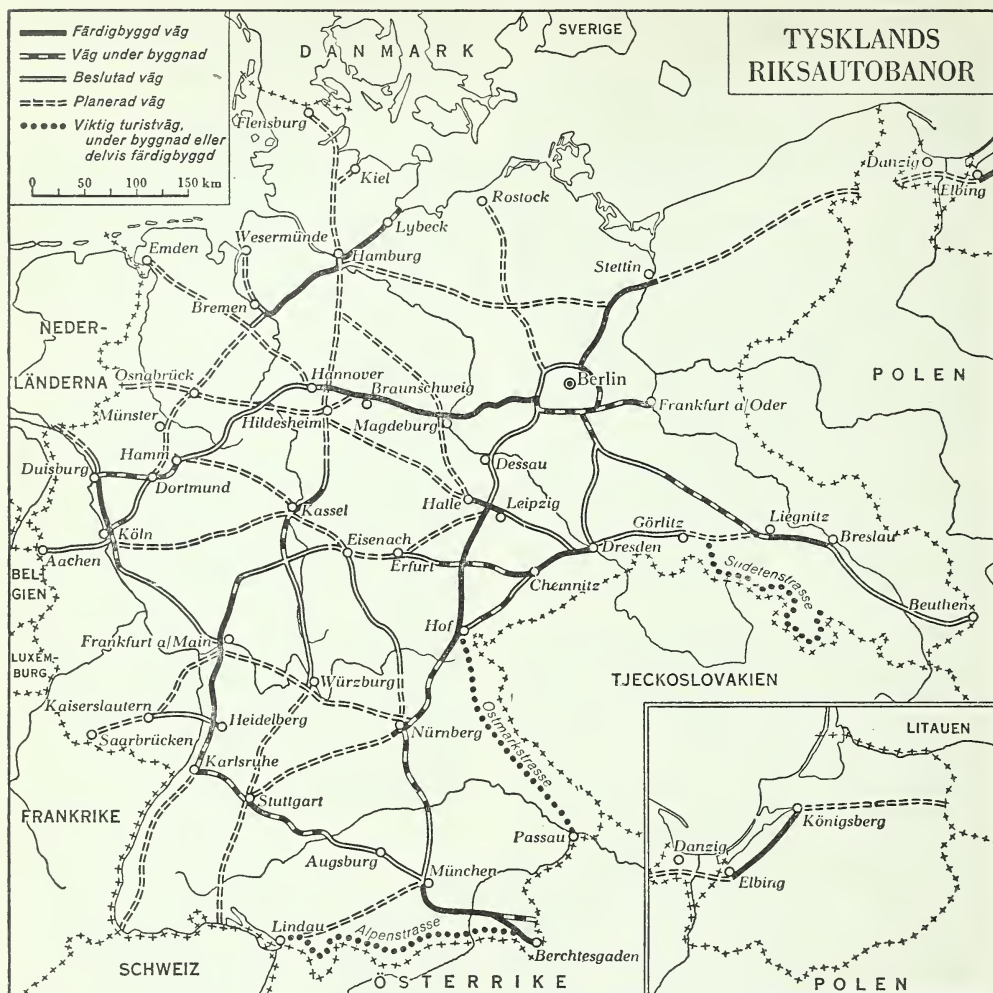 Färdigbyggd väg
Väg under byggnad
Beslutad väg
Planerad väg
Viktig turistväg,
under byggnad eller
delvis färdigbyggd
0 50 100 150 km
DANMARK
SVERIGE
TYSKLANDS
RIKSAUTOBANOR
Flensburg
Kiel
Danzig
Elbing
Rostock
Lybeck
Wesermünde
Emden
Hamburg
Stettin
Bremen
NEDER-
LÄNDERNA
Osnabrück
Hannover
Braunschweig
Berlin
POLEN
Münster
Hildesheim
Magdeburg
Frankfurt a/Oder
Hamm
Duisburg
Dortmund
Dessau
Kassel
Halle
Leipzig
Köln
Eisenach
Görlitz
Liegnitz
Aachen
Erfurt
Dresden
Breslau
BEL-
GIEN
Chemnitz
Sudetenstrasse
Beuthen
Frankfurt a/Main
Hof
LUXEM-
BURG
Würzburg
TJECKOSLOVAKIEN
Kaiserslautern
Heidelberg
Saarbrücken
Nürnberg
Ostmarkstrasse
LITAUEN
Karlsruhe
Stuttgart
FRANKRIKE
Königsberg
Passau
Danzig
Augsburg
München
Elbing
Lindau
Alpenstrasse
Berchtesgaden
SCHWEIZ
ÖSTERRIKE
POLEN